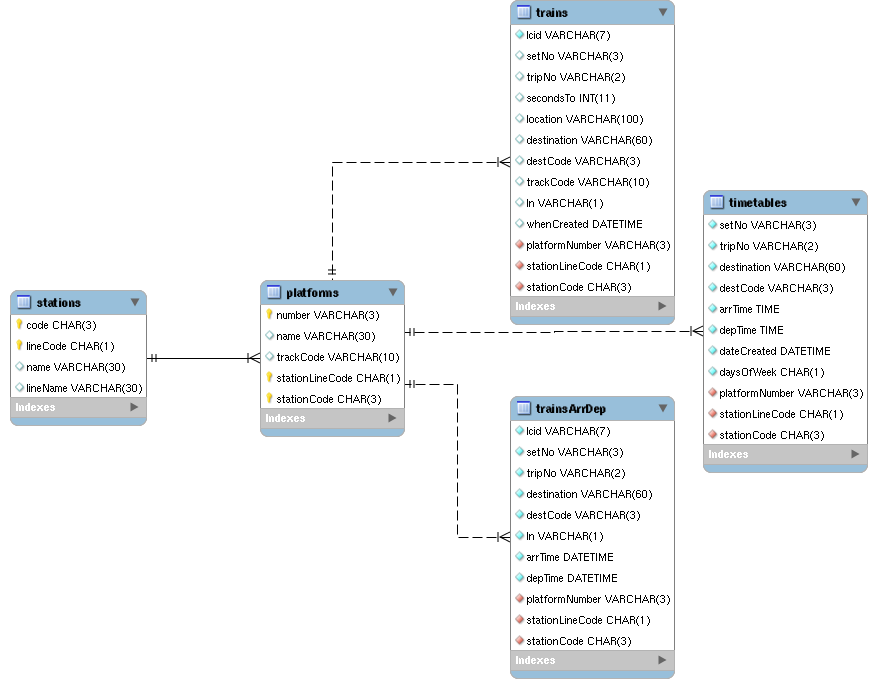 trains
lcid VARCHAR(7)
setNo VARCHAR(3)
tripNo VARCHAR(2)
secondsTo INT(11)
location VARCHAR(100)
destination VARCHAR(60)
destCode VARCHAR(3)
trackCode VARCHAR(10)
ln VARCHAR(1)
whenCreated DATETIME
platformNumber VARCHAR(3)
stationLineCode CHAR(1)
stationCode CHAR(3)
Indexes
timetables
setNo VARCHAR(3)
tripNo VARCHAR(2)
destination VARCHAR(60)
destCode VARCHAR(3)
arrTime TIME
depTime TIME
dateCreated DATETIME
daysOfWeek CHAR(1)
platformNumber VARCHAR(3)
stationLineCode CHAR(1)
stationCode CHAR(3)
Indexes
stations
code CHAR(3)
lineCode CHAR(1)
name VARCHAR(30)
lineName VARCHAR(30)
Indexes
platforms
number VARCHAR(3)
name VARCHAR(30)
trackCode VARCHAR(10)
stationLineCode CHAR(1)
stationCode CHAR(3)
Indexes
trainsArrDep
lcid VARCHAR(7)
setNo VARCHAR(3)
tripNo VARCHAR(2)
destination VARCHAR(60)
destCode VARCHAR(3)
ln VARCHAR(1)
arrTime DATETIME
depTime DATETIME
platformNumber VARCHAR(3)
stationLineCode CHAR(1)
stationCode CHAR(3)
Indexes